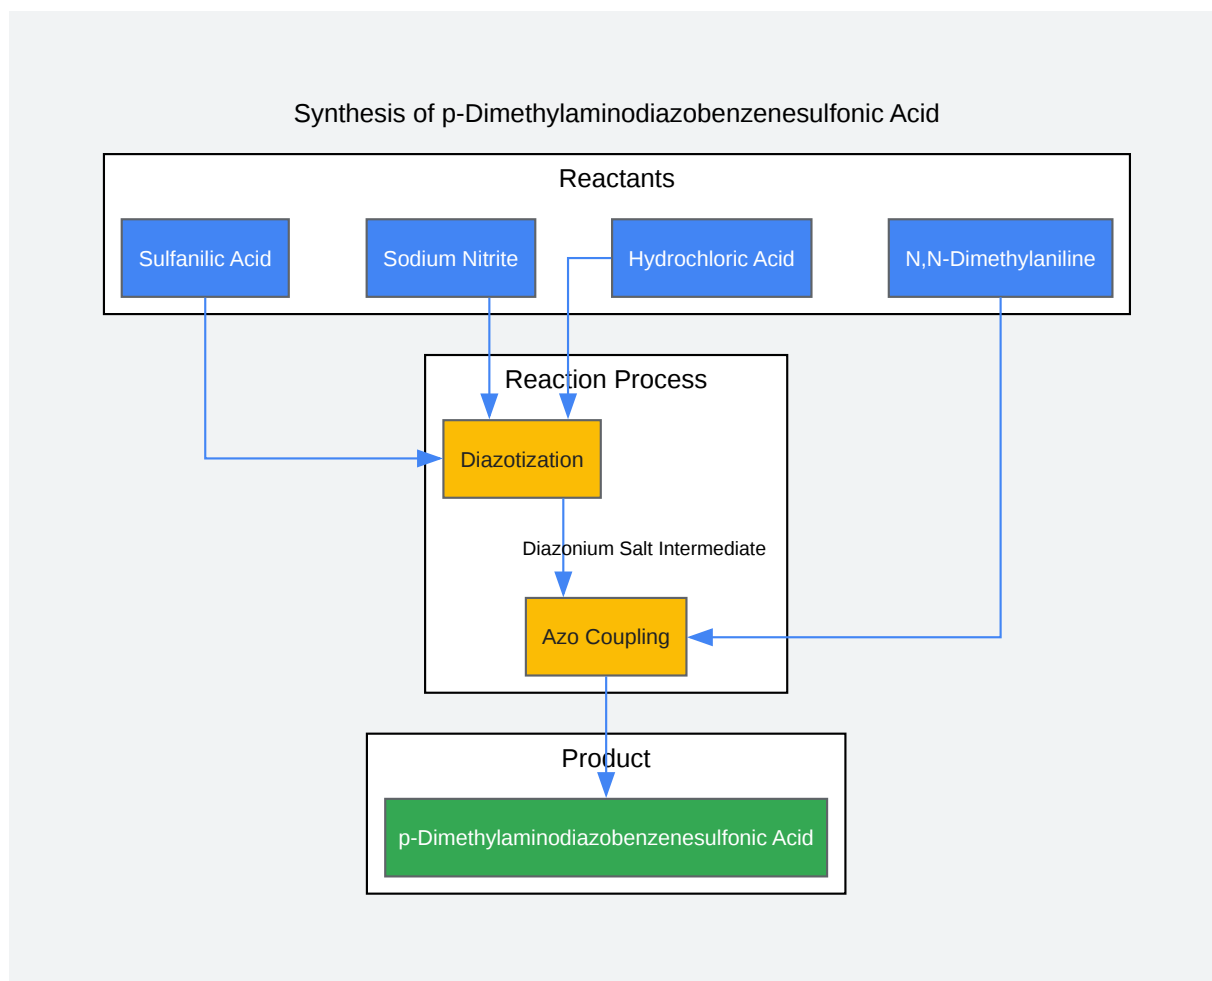 Synthesis of p-Dimethylaminodiazobenzenesulfonic Acid
Reactants
Sulfanilic Acid
Sodium Nitrite
Hydrochloric Acid
N,N-Dimethylaniline
Reaction Process
Diazotization
Diazonium Salt Intermediate
Azo Coupling
Product
p-Dimethylaminodiazobenzenesulfonic Acid